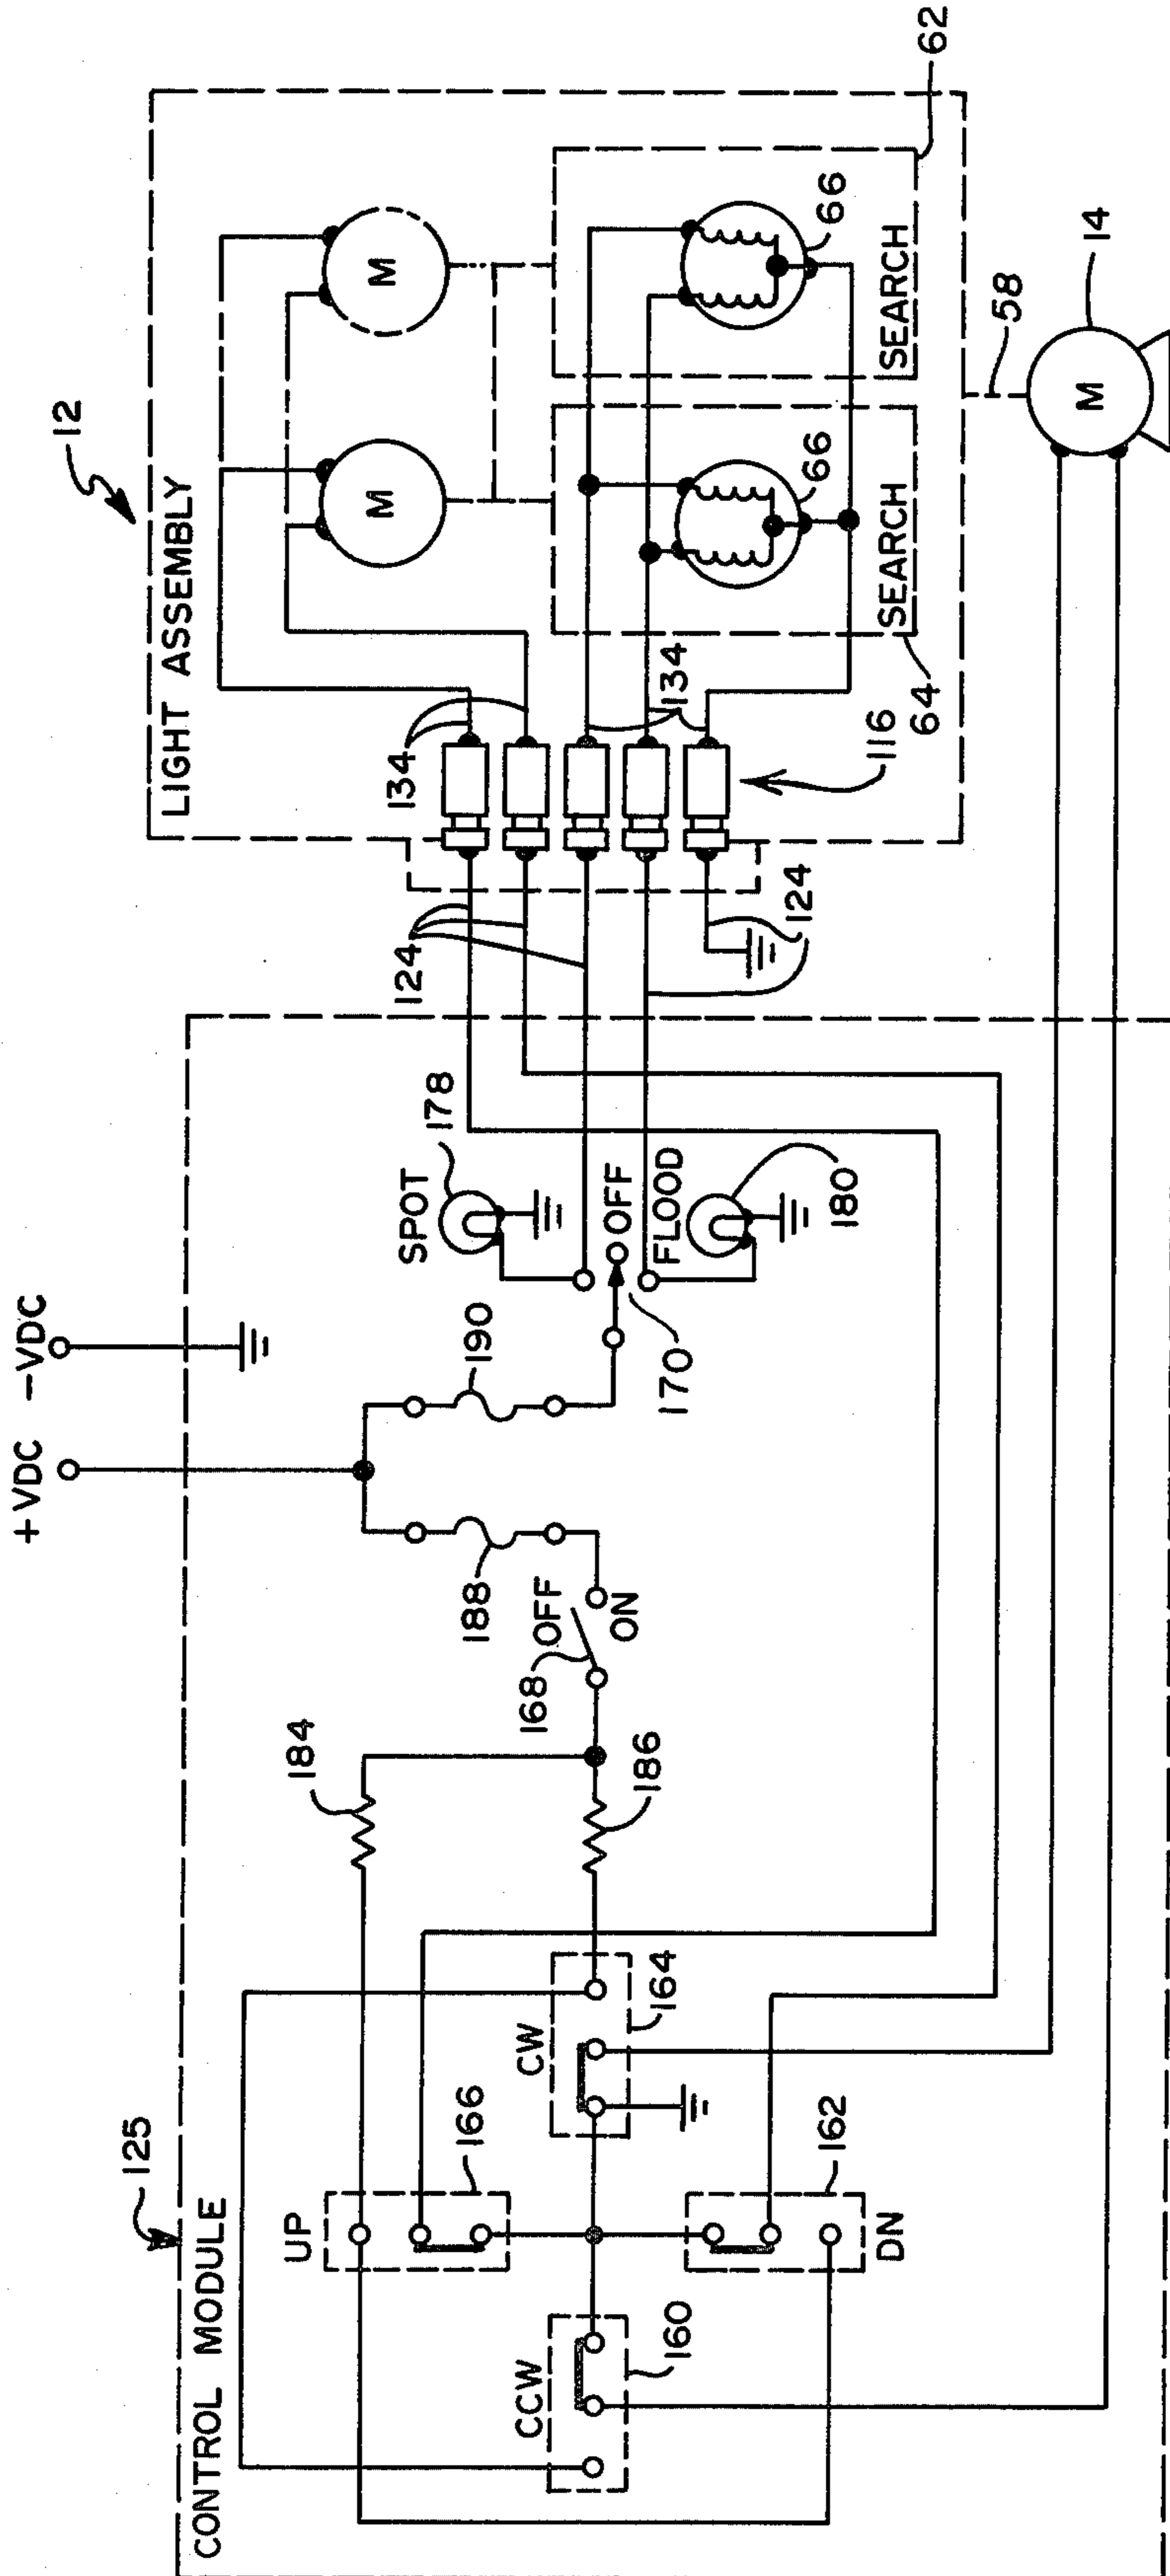 +VDC
-VDC
12
LIGHT ASSEMBLY
M
M
134
134
66
66
SEARCH
SEARCH
62
64
116
58
14
M
124
124
125
CONTROL MODULE
SPOT
178
OFF
FLOOD
180
170
190
188
OFF
168
ON
184
186
UP
166
CW
164
CCW
160
162
DN